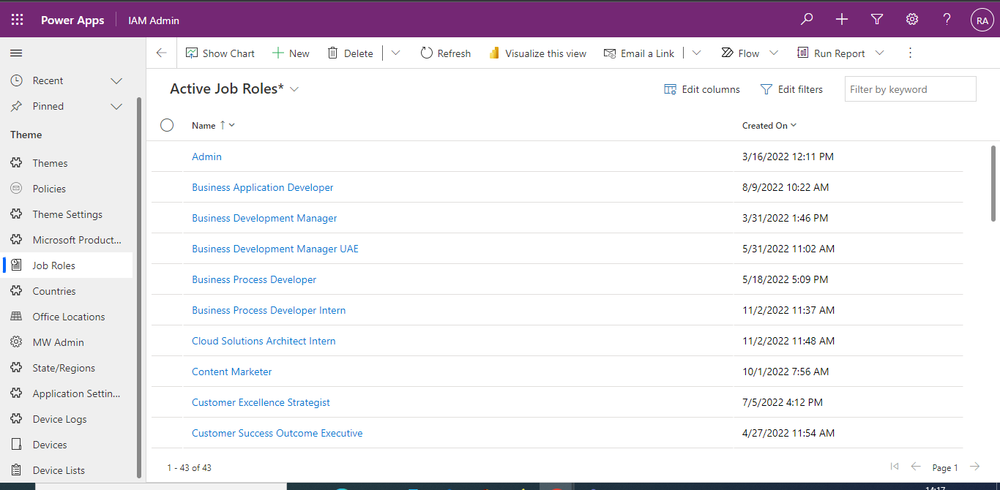 Power Apps IAM Admin RA
Show Chart New Delete Refresh Visualize this view Email a Link Flow Run Report
Recent
Pinned
Theme
Themes
Policies
Theme Settings
Microsoft Product...
Job Roles
Countries
Office Locations
MW Admin
State/Regions
Application Settin...
Device Logs
Devices
Device Lists
Active Job Roles* Edit columns Edit filters Filter by keyword
Name Created On
Admin 3/16/2022 12:11 PM
Business Application Developer 8/9/2022 10:22 AM
Business Development Manager 3/31/2022 1:46 PM
Business Development Manager UAE 5/31/2022 11:02 AM
Business Process Developer 5/18/2022 5:09 PM
Business Process Developer Intern 11/2/2022 11:37 AM
Cloud Solutions Architect Intern 11/2/2022 11:48 AM
Content Marketer 10/1/2022 7:56 AM
Customer Excellence Strategist 7/5/2022 4:12 PM
Customer Success Outcome Executive 4/27/2022 11:54 AM
1 - 43 of 43 Page 1